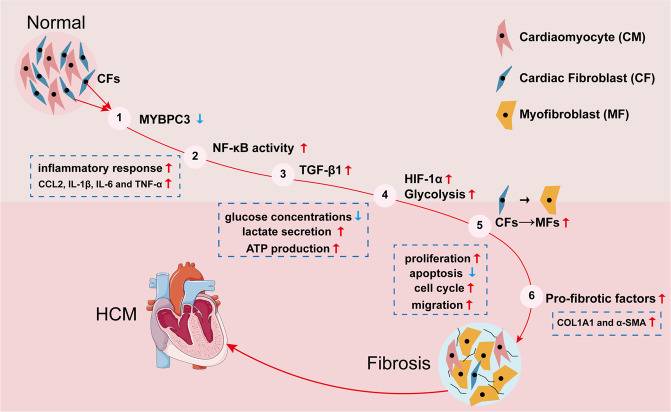 Normal
CFs
Cardiaomyocyte (CM)
Cardiac Fibroblast (CF)
Myofibroblast (MF)
1
MYBPC3 ↓
2
NF-κB activity ↑
inflammatory response ↑
CCL2, IL-1β, IL-6 and TNF-α ↑
3
TGF-β1 ↑
glucose concentrations ↓
lactate secretion ↑
ATP production ↑
4
HIF-1α ↑
Glycolysis ↑
5
CFs→MFs ↑
proliferation ↑
apoptosis ↓
cell cycle ↑
migration ↑
6
Pro-fibrotic factors ↑
COL1A1 and α-SMA ↑
HCM
Fibrosis